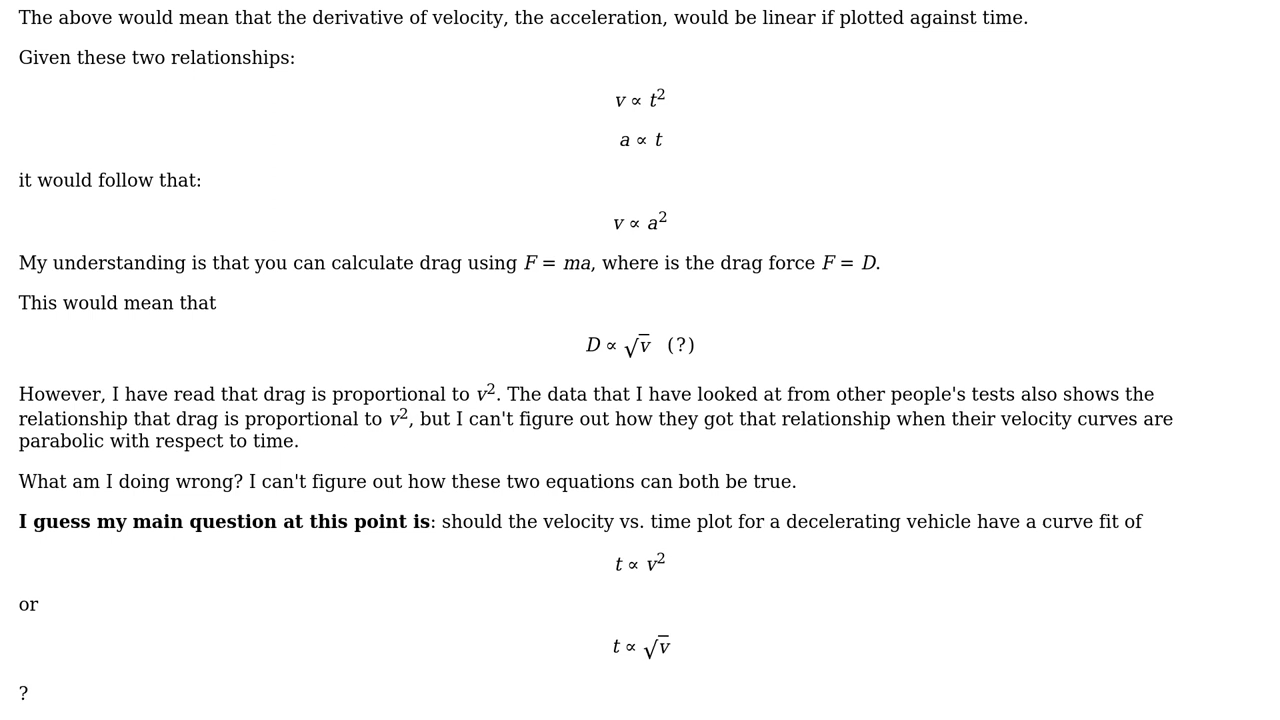 The above would mean that the derivative of velocity, the acceleration, would be linear if plotted against time.
Given these two relationships:
v ∝ t²
a ∝ t
it would follow that:
v ∝ a²
My understanding is that you can calculate drag using F = ma, where is the drag force F = D.
This would mean that
D ∝ √v (?)
However, I have read that drag is proportional to v². The data that I have looked at from other people's tests also shows the
relationship that drag is proportional to v², but I can't figure out how they got that relationship when their velocity curves are
parabolic with respect to time.
What am I doing wrong? I can't figure out how these two equations can both be true.
I guess my main question at this point is: should the velocity vs. time plot for a decelerating vehicle have a curve fit of
t ∝ v²
or
t ∝ √v
?